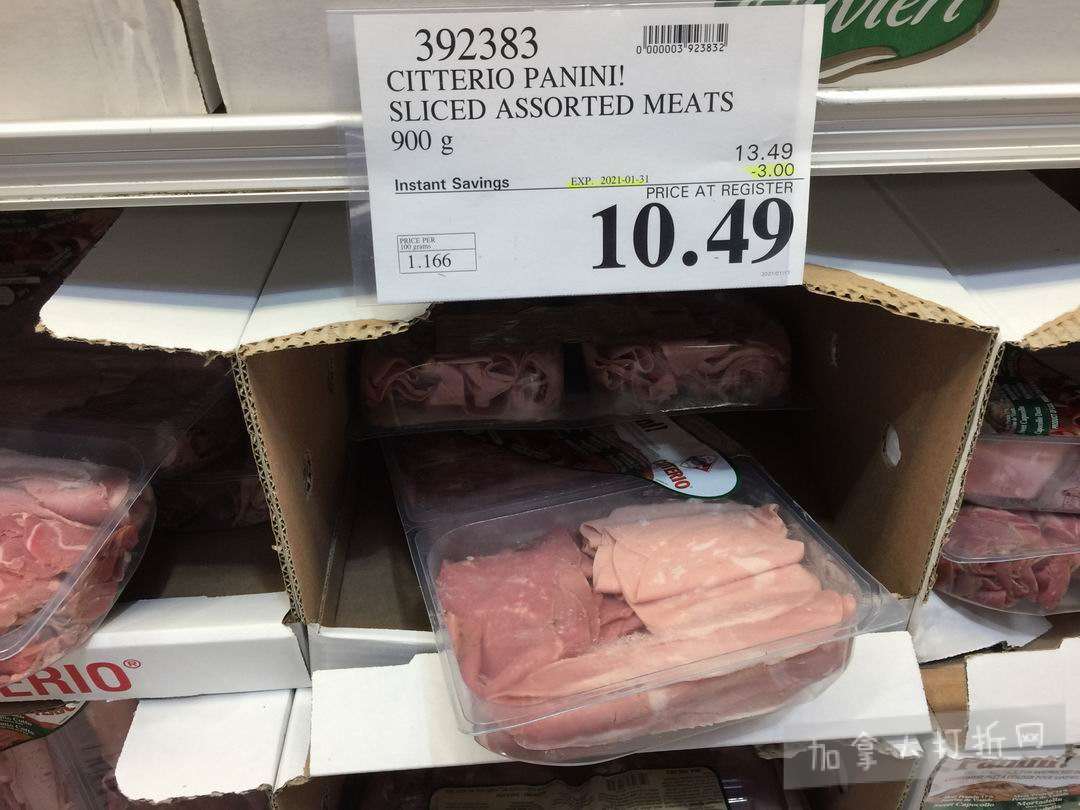 392383
0 000003 923832
CITTERIO PANINI!
SLICED ASSORTED MEATS
900 g
13.49
-3.00
Instant Savings
EXP. 2021-01-31
PRICE AT REGISTER
10.49
PRICE PER
100 grams
1.166
TERIO
ERIO®
加拿大打折网